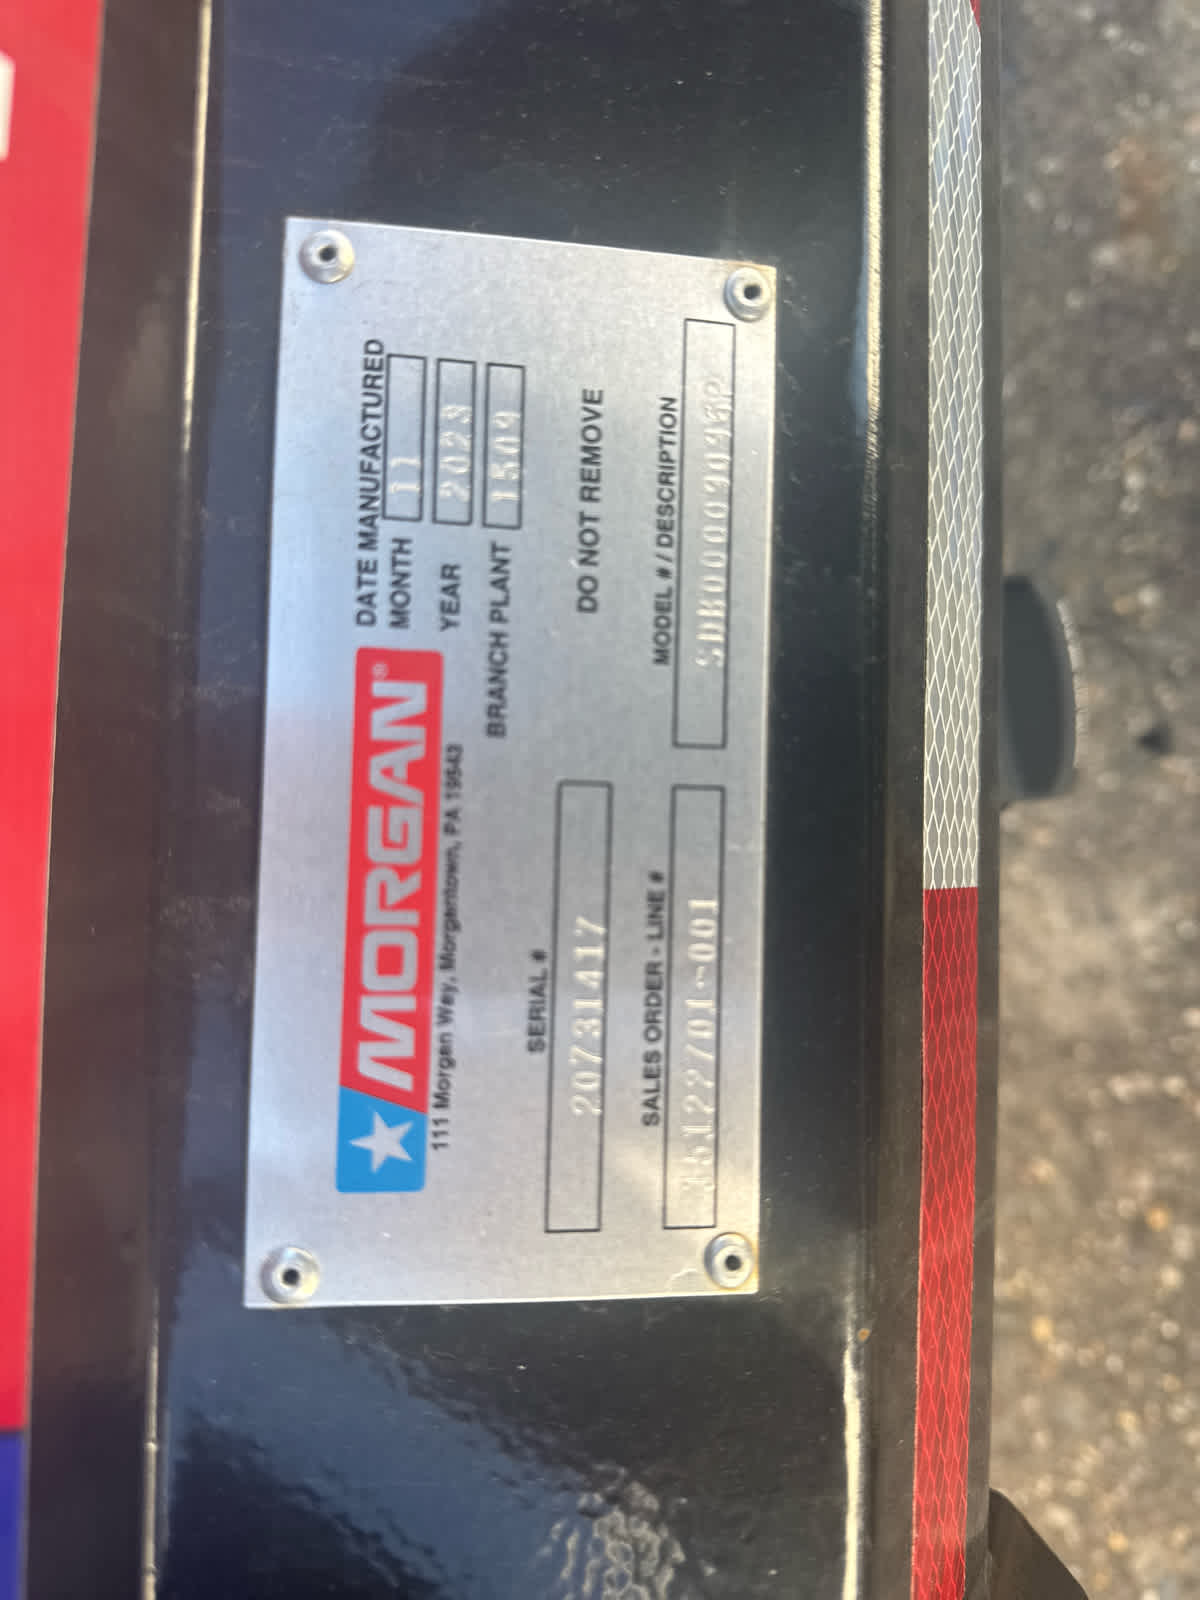 MORGAN®
111 Morgan Way, Morgantown, PA 19543
DATE MANUFACTURED
MONTH 11
YEAR 2023
BRANCH PLANT 1509
SERIAL #
20731417
DO NOT REMOVE
SALES ORDER - LINE #
MODEL # / DESCRIPTION